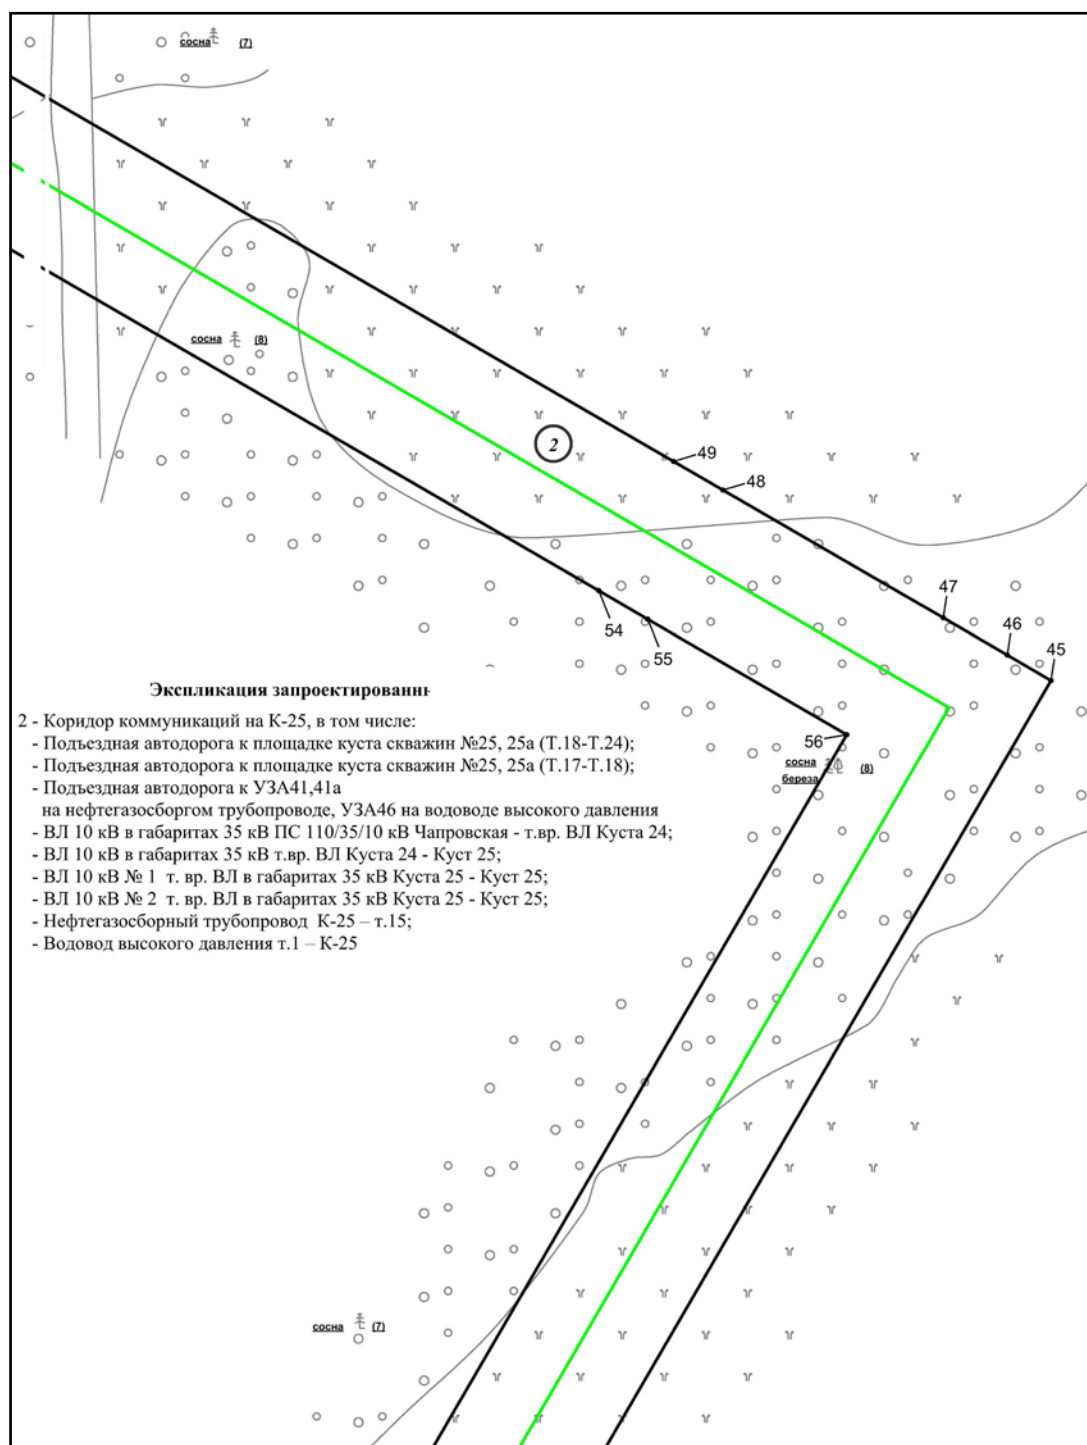 сосна (7)
сосна (8)
2
49
48
47
46
45
54
55
56
сосна (8)
береза
Экспликация запроектированн
2 - Коридор коммуникаций на К-25, в том числе:
- Подъездная автодорога к площадке куста скважин №25, 25а (Т.18-Т.24);
- Подъездная автодорога к площадке куста скважин №25, 25а (Т.17-Т.18);
- Подъездная автодорога к УЗА41,41а
на нефтегазосборгом трубопроводе, УЗА46 на водоводе высокого давления
- ВЛ 10 кВ в габаритах 35 кВ ПС 110/35/10 кВ Чапровская - т.вр. ВЛ Куста 24;
- ВЛ 10 кВ в габаритах 35 кВ т.вр. ВЛ Куста 24 - Куст 25;
- ВЛ 10 кВ № 1 т. вр. ВЛ в габаритах 35 кВ Куста 25 - Куст 25;
- ВЛ 10 кВ № 2 т. вр. ВЛ в габаритах 35 кВ Куста 25 - Куст 25;
- Нефтегазосборный трубопровод К-25 – т.15;
- Водовод высокого давления т.1 – К-25
сосна (7)